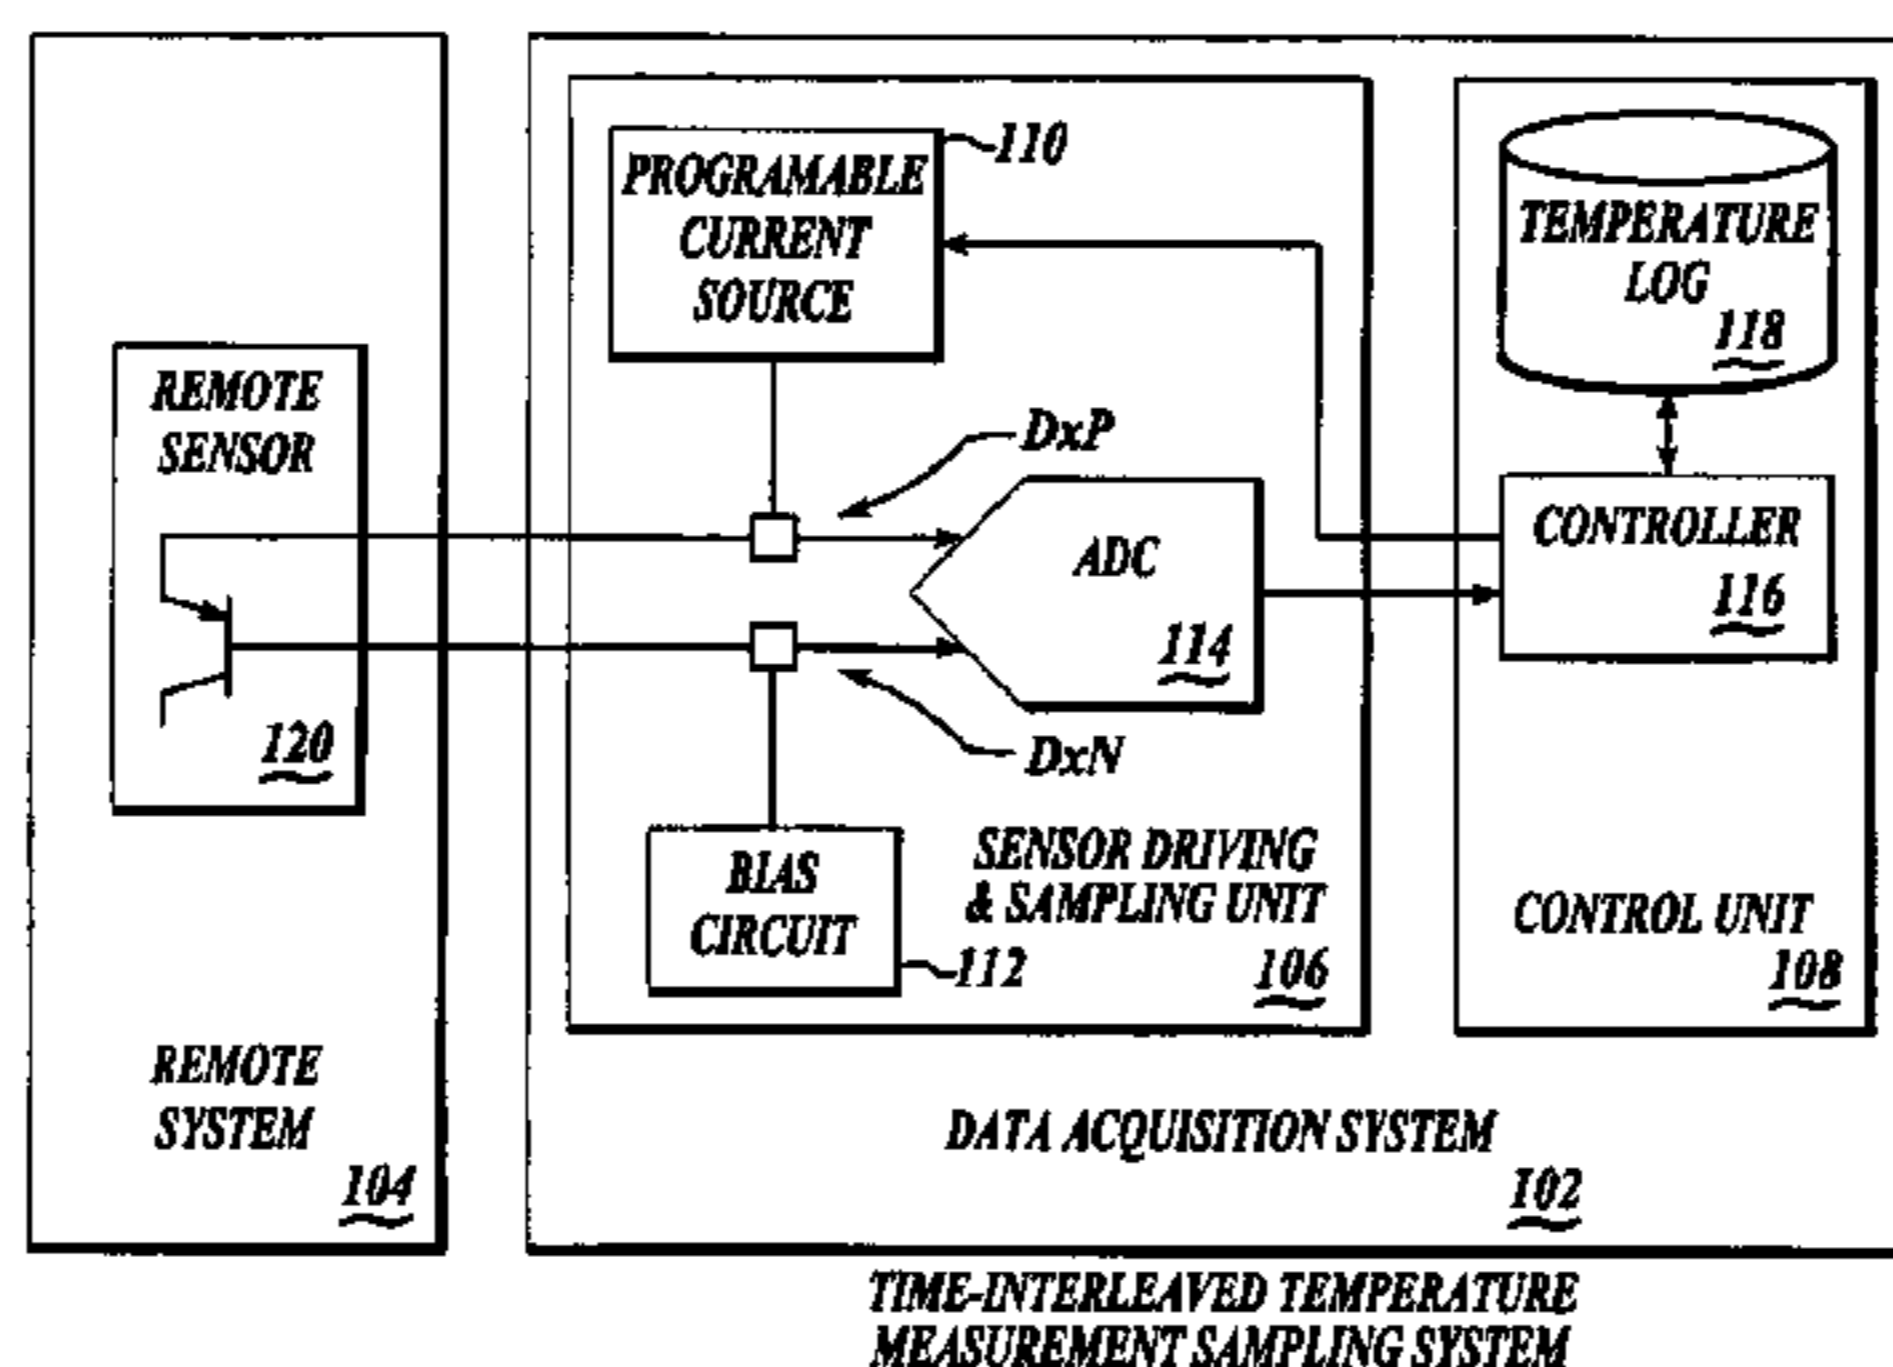 PROGRAMABLE
CURRENT
SOURCE
110
TEMPERATURE
LOG
118
REMOTE
SENSOR
120
DxP
ADC
114
DxN
CONTROLLER
116
BIAS
CIRCUIT
112
SENSOR DRIVING
& SAMPLING UNIT
106
CONTROL UNIT
108
REMOTE
SYSTEM
104
DATA ACQUISITION SYSTEM
102
TIME-INTERLEAVED TEMPERATURE
MEASUREMENT SAMPLING SYSTEM